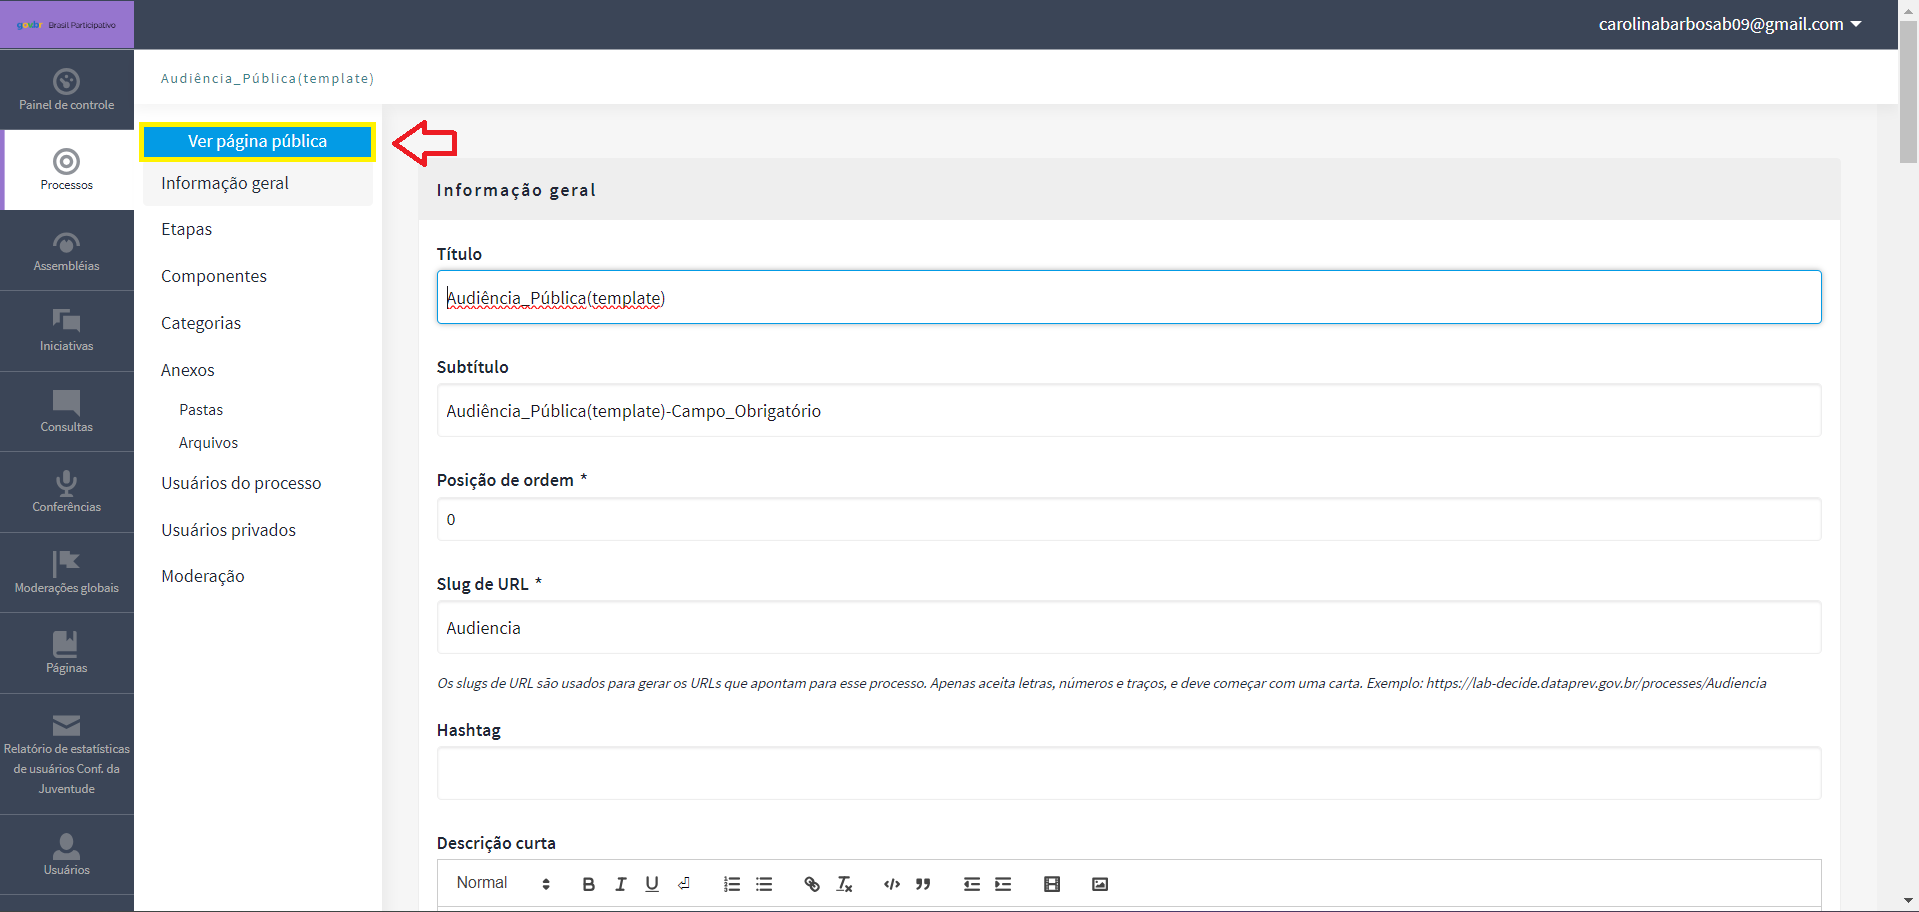 gov.br Brasil Participativo
carolinabarbosab09@gmail.com
Painel de controle
Processos
Assembléias
Iniciativas
Consultas
Conferências
Moderações globais
Páginas
Relatório de estatísticas
de usuários Conf. da
Juventude
Usuários
Audiência_Pública(template)
Ver página pública
Informação geral
Etapas
Componentes
Categorias
Anexos
Pastas
Arquivos
Usuários do processo
Usuários privados
Moderação
Informação geral
Título
Audiência_Pública(template)
Subtítulo
Audiência_Pública(template)-Campo_Obrigatório
Posição de ordem *
0
Slug de URL *
Audiencia
Os slugs de URL são usados para gerar os URLs que apontam para esse processo. Apenas aceita letras, números e traços, e deve começar com uma carta. Exemplo: https://lab-decide.dataprev.gov.br/processes/Audiencia
Hashtag
Descrição curta
Normal